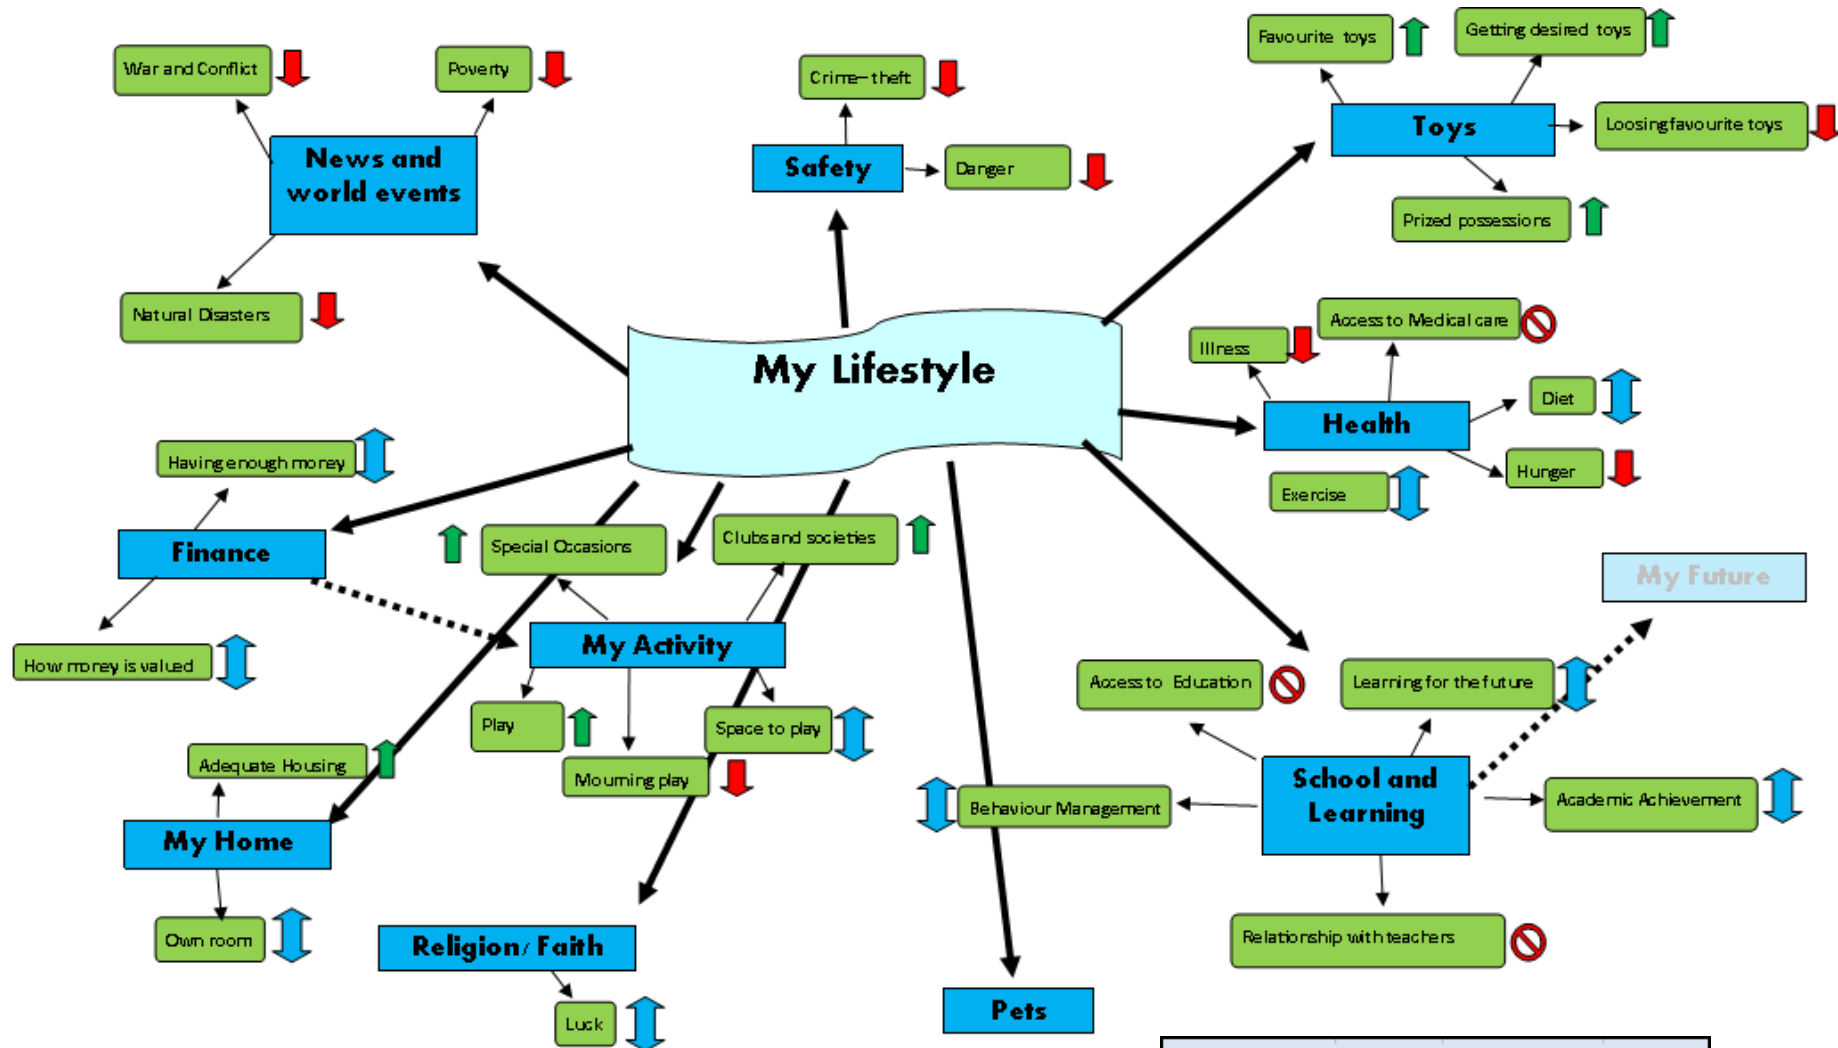 Favourite toys
Getting desired toys
War and Conflict
Poverty
Crime–theft
Toys
Loosing favourite toys
News and
world events
Safety
Danger
Prized possessions
Natural Disasters
Access to Medical care
Illness
My Lifestyle
Diet
Health
Having enough money
Hunger
Exercise
Special Occasions
Clubs and societies
Finance
My Future
My Activity
How money is valued
Access to Education
Learning for the future
Play
Space to play
Adequate Housing
Mourning play
School and
Learning
Behaviour Management
Academic Achievement
My Home
Own room
Religion/ Faith
Relationship with teachers
Luck
Pets